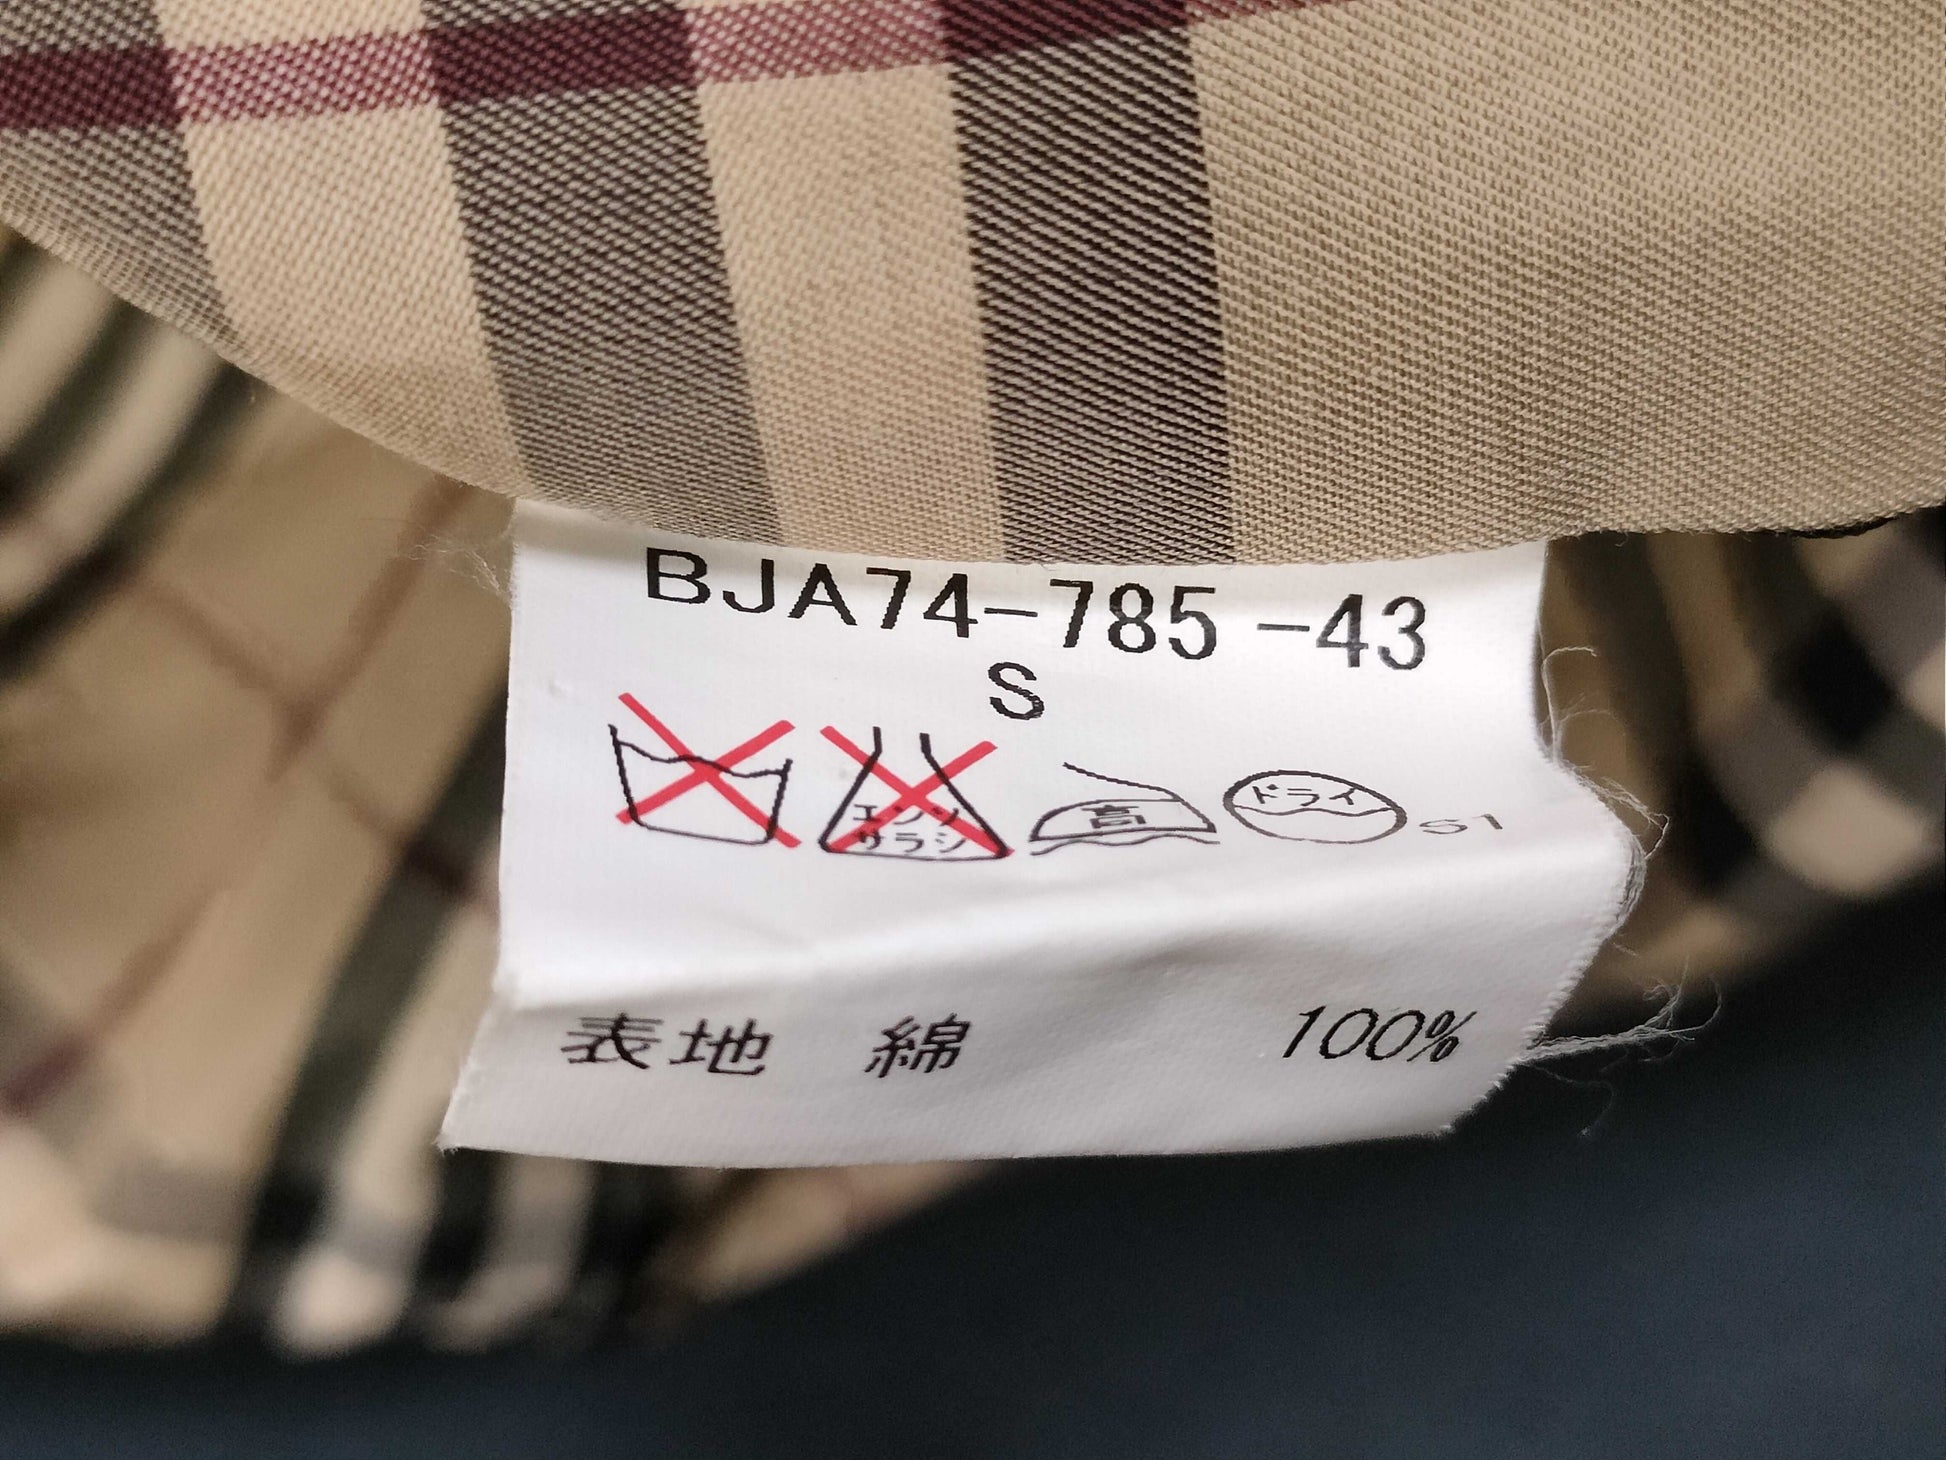 BJA74-785-43
S
エンソ
サラシ
高
ドライ
S1
表地 綿 100%